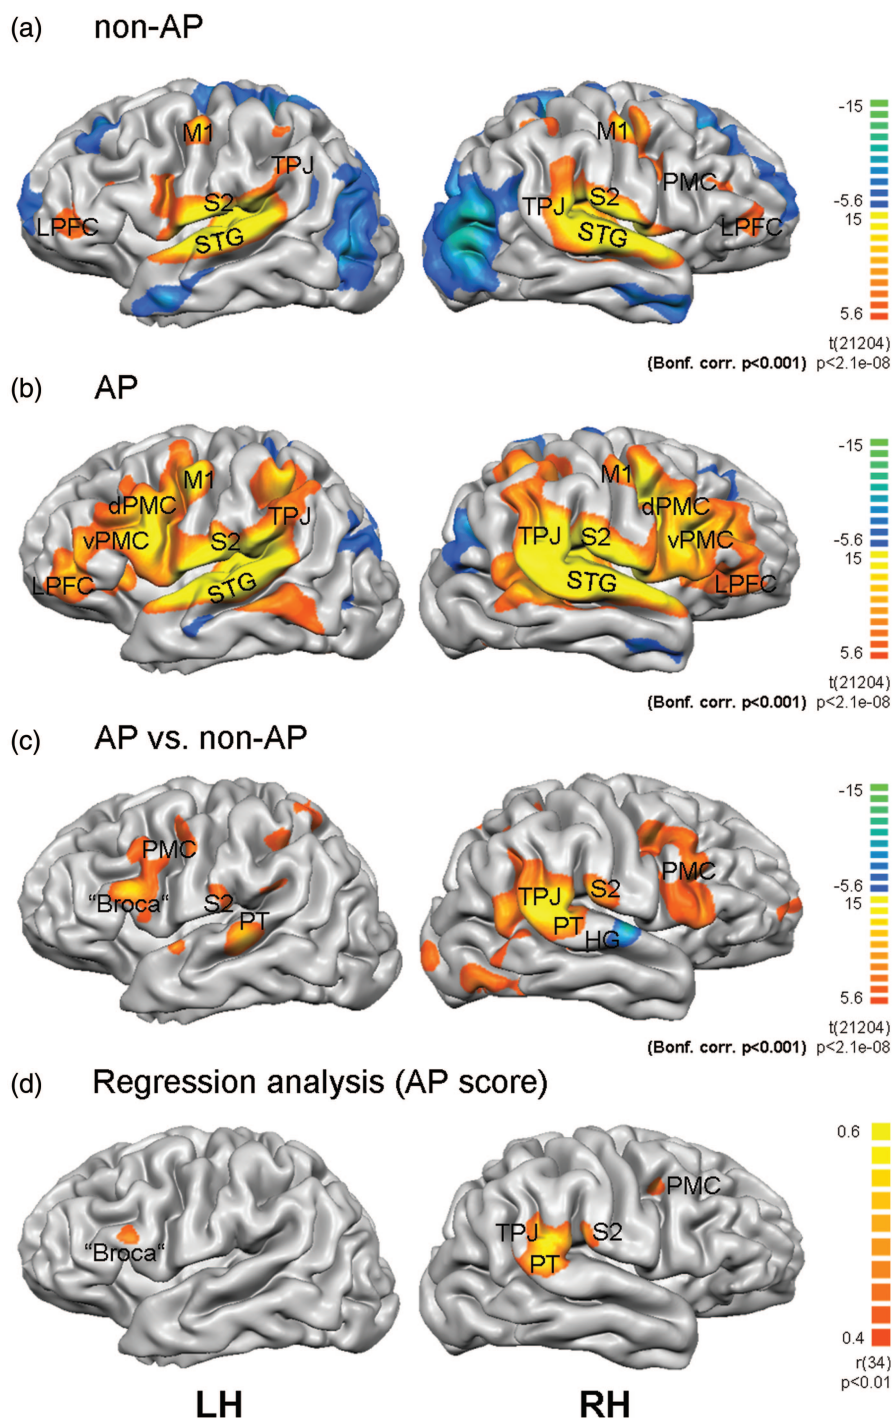 (a) non-AP
M1 TPJ S2 LPFC STG
M1 PMC S2 TPJ LPFC STG
-15
-5.6
15
5.6
t(21204)
(Bonf. corr. p<0.001) p<2.1e-08
(b) AP
M1 dPMC TPJ vPMC S2 LPFC STG
M1 dPMC TPJ S2 vPMC STG LPFC
-15
-5.6
15
5.6
t(21204)
(Bonf. corr. p<0.001) p<2.1e-08
(c) AP vs. non-AP
PMC "Broca" S2 PT
PMC TPJ S2 PT HG
-15
-5.6
15
5.6
t(21204)
(Bonf. corr. p<0.001) p<2.1e-08
(d) Regression analysis (AP score)
"Broca"
PMC TPJ S2 PT
0.6
0.4
r(34)
p<0.01
LH RH